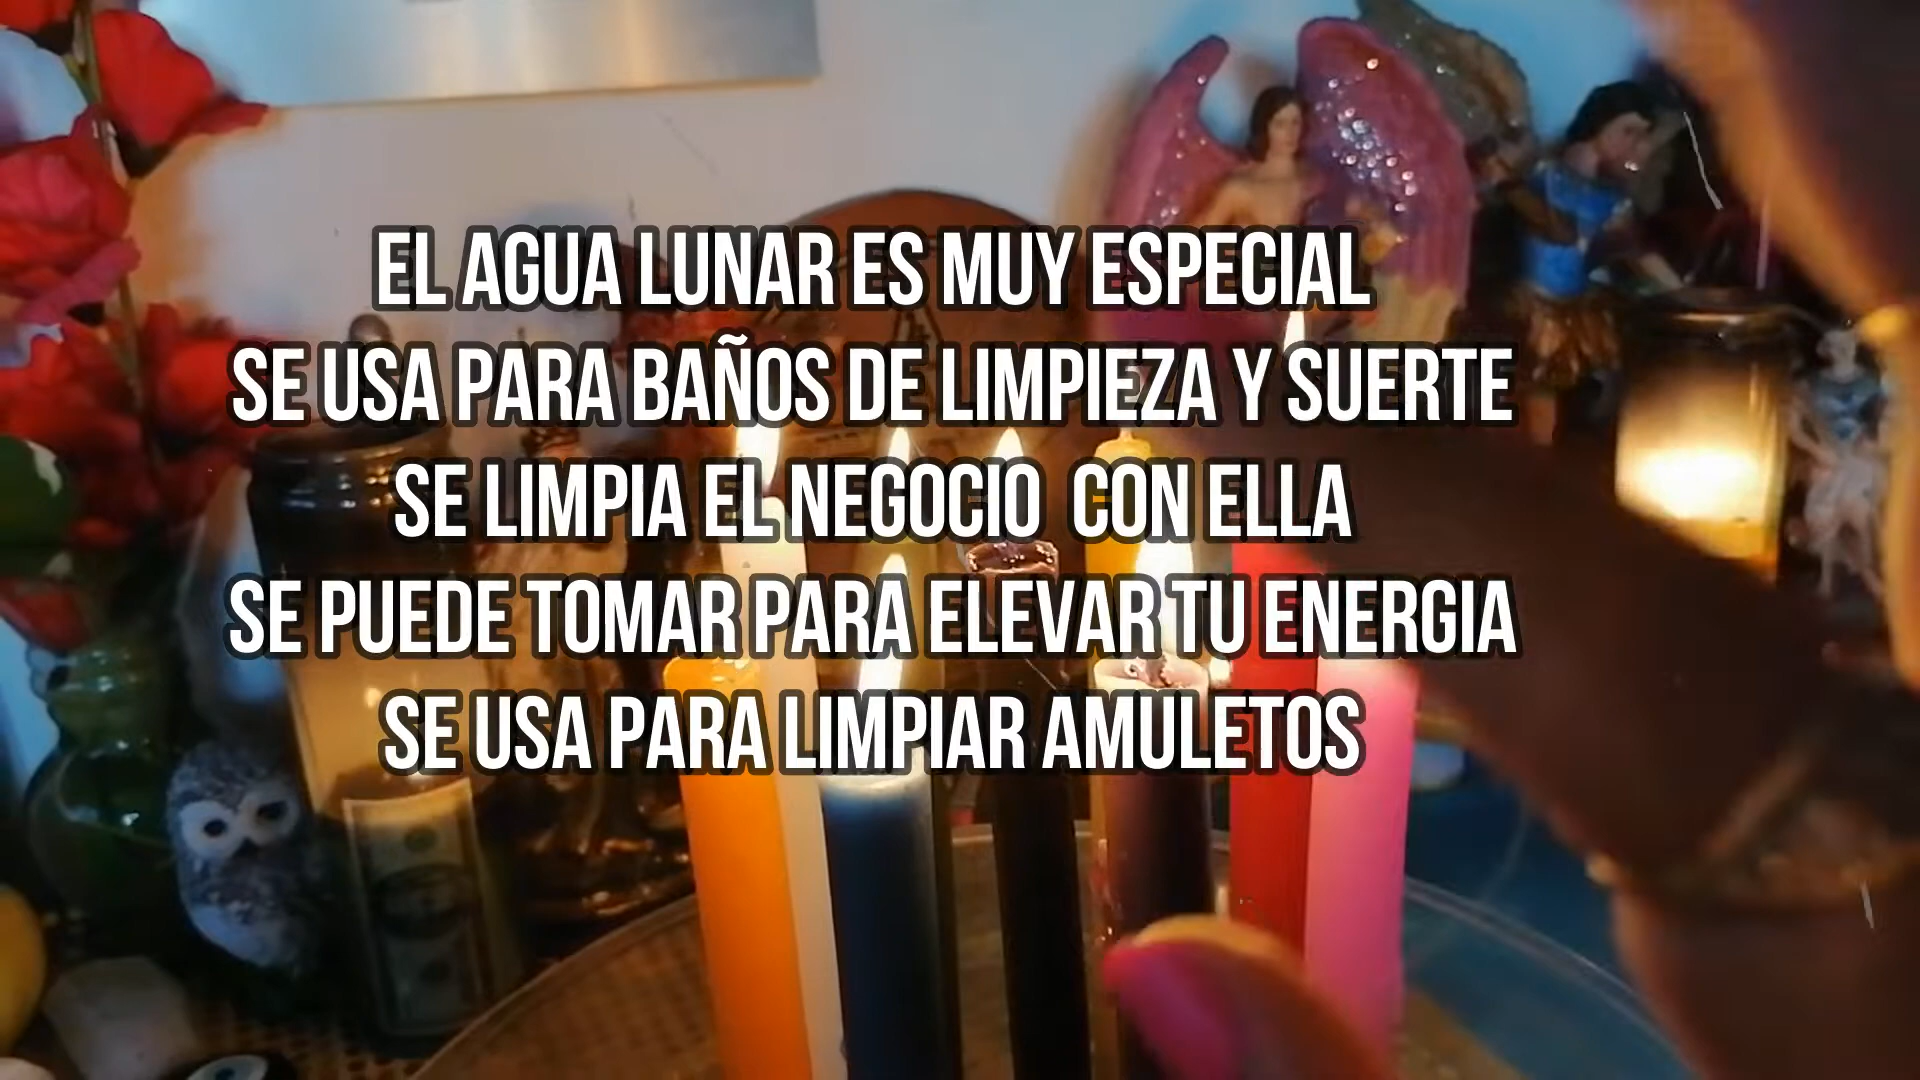 EL AGUA LUNAR ES MUY ESPECIAL
SE USA PARA BAÑOS DE LIMPIEZA Y SUERTE
SE LIMPIA EL NEGOCIO CON ELLA
SE PUEDE TOMAR PARA ELEVAR TU ENERGIA
SE USA PARA LIMPIAR AMULETOS